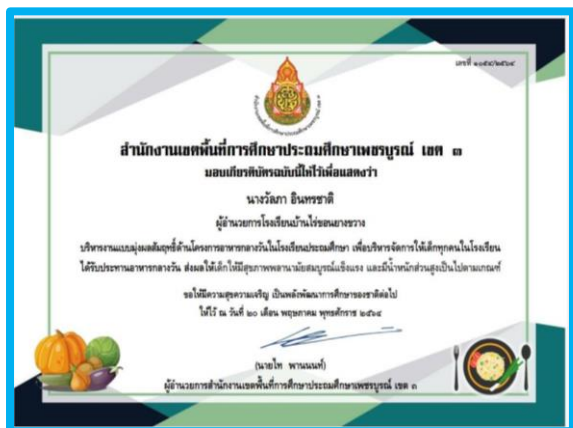 เลขที่ ๑๐๕๘/๒๕๖๔
สำนักงานเขตพื้นที่การศึกษาประถมศึกษาเพชรบูรณ์ เขต ๓
มอบเกียรติบัตรฉบับนี้ให้ไว้เพื่อแสดงว่า
นางวัลภา อินทรชาติ
ผู้อำนวยการโรงเรียนบ้านไร่ขอนยางขวาง
บริหารงานแบบมุ่งผลสัมฤทธิ์ด้านโครงการอาหารกลางวันในโรงเรียนประถมศึกษา เพื่อบริหารจัดการให้เด็กทุกคนในโรงเรียน
ได้รับประทานอาหารกลางวัน ส่งผลให้เด็กให้มีสุขภาพพลานามัยสมบูรณ์แข็งแรง และมีน้ำหนักส่วนสูงเป็นไปตามเกณฑ์
ขอให้มีความสุขความเจริญ เป็นพลังพัฒนาการศึกษาของชาติต่อไป
ให้ไว้ ณ วันที่ ๒๐ เดือน พฤษภาคม พุทธศักราช ๒๕๖๔
(นายไท พานนนท์)
ผู้อำนวยการสำนักงานเขตพื้นที่การศึกษาประถมศึกษาเพชรบูรณ์ เขต ๓